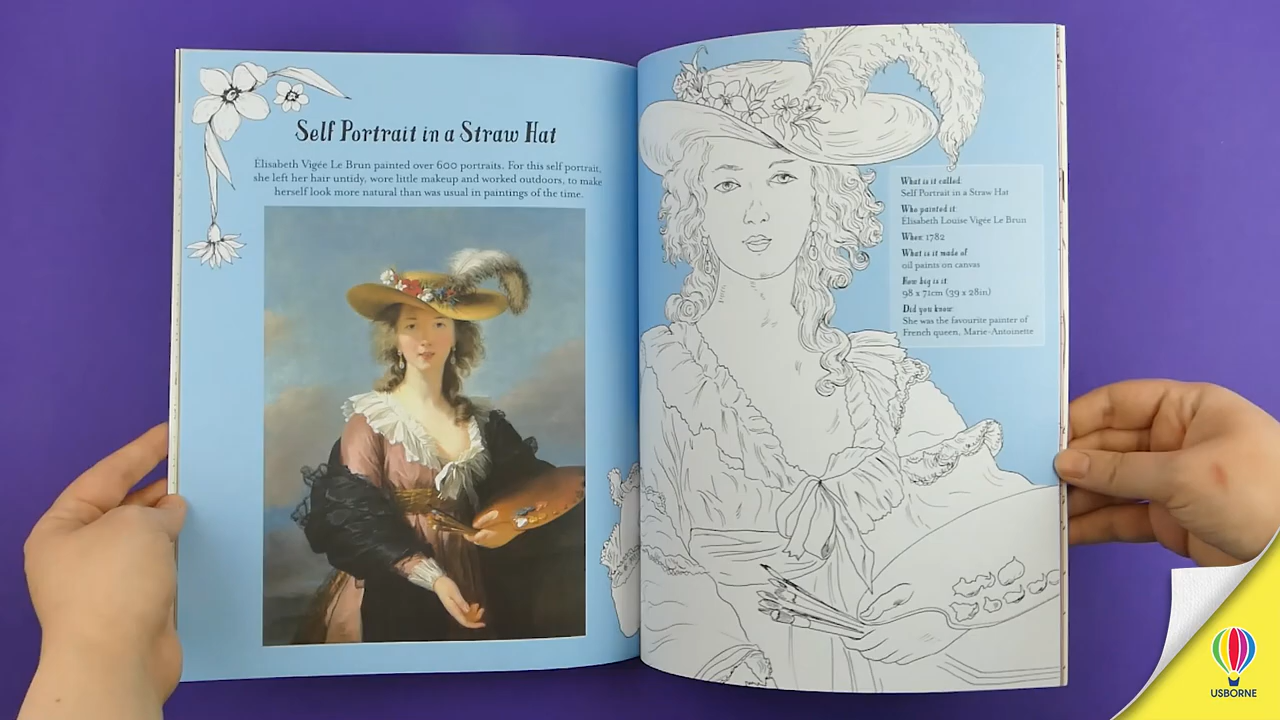 Self Portrait in a Straw Hat
Élisabeth Vigée Le Brun painted over 600 portraits. For this self portrait,
she left her hair untidy, wore little makeup and worked outdoors, to make
herself look more natural than was usual in paintings of the time.
What is it called:
Self Portrait in a Straw Hat
Who painted it:
Élisabeth Louise Vigée Le Brun
When: 1782
What is it made of:
oil paints on canvas
How big is it:
98 x 71cm (39 x 28in)
Did you know:
She was the favourite painter of
French queen, Marie-Antoinette
USBORNE